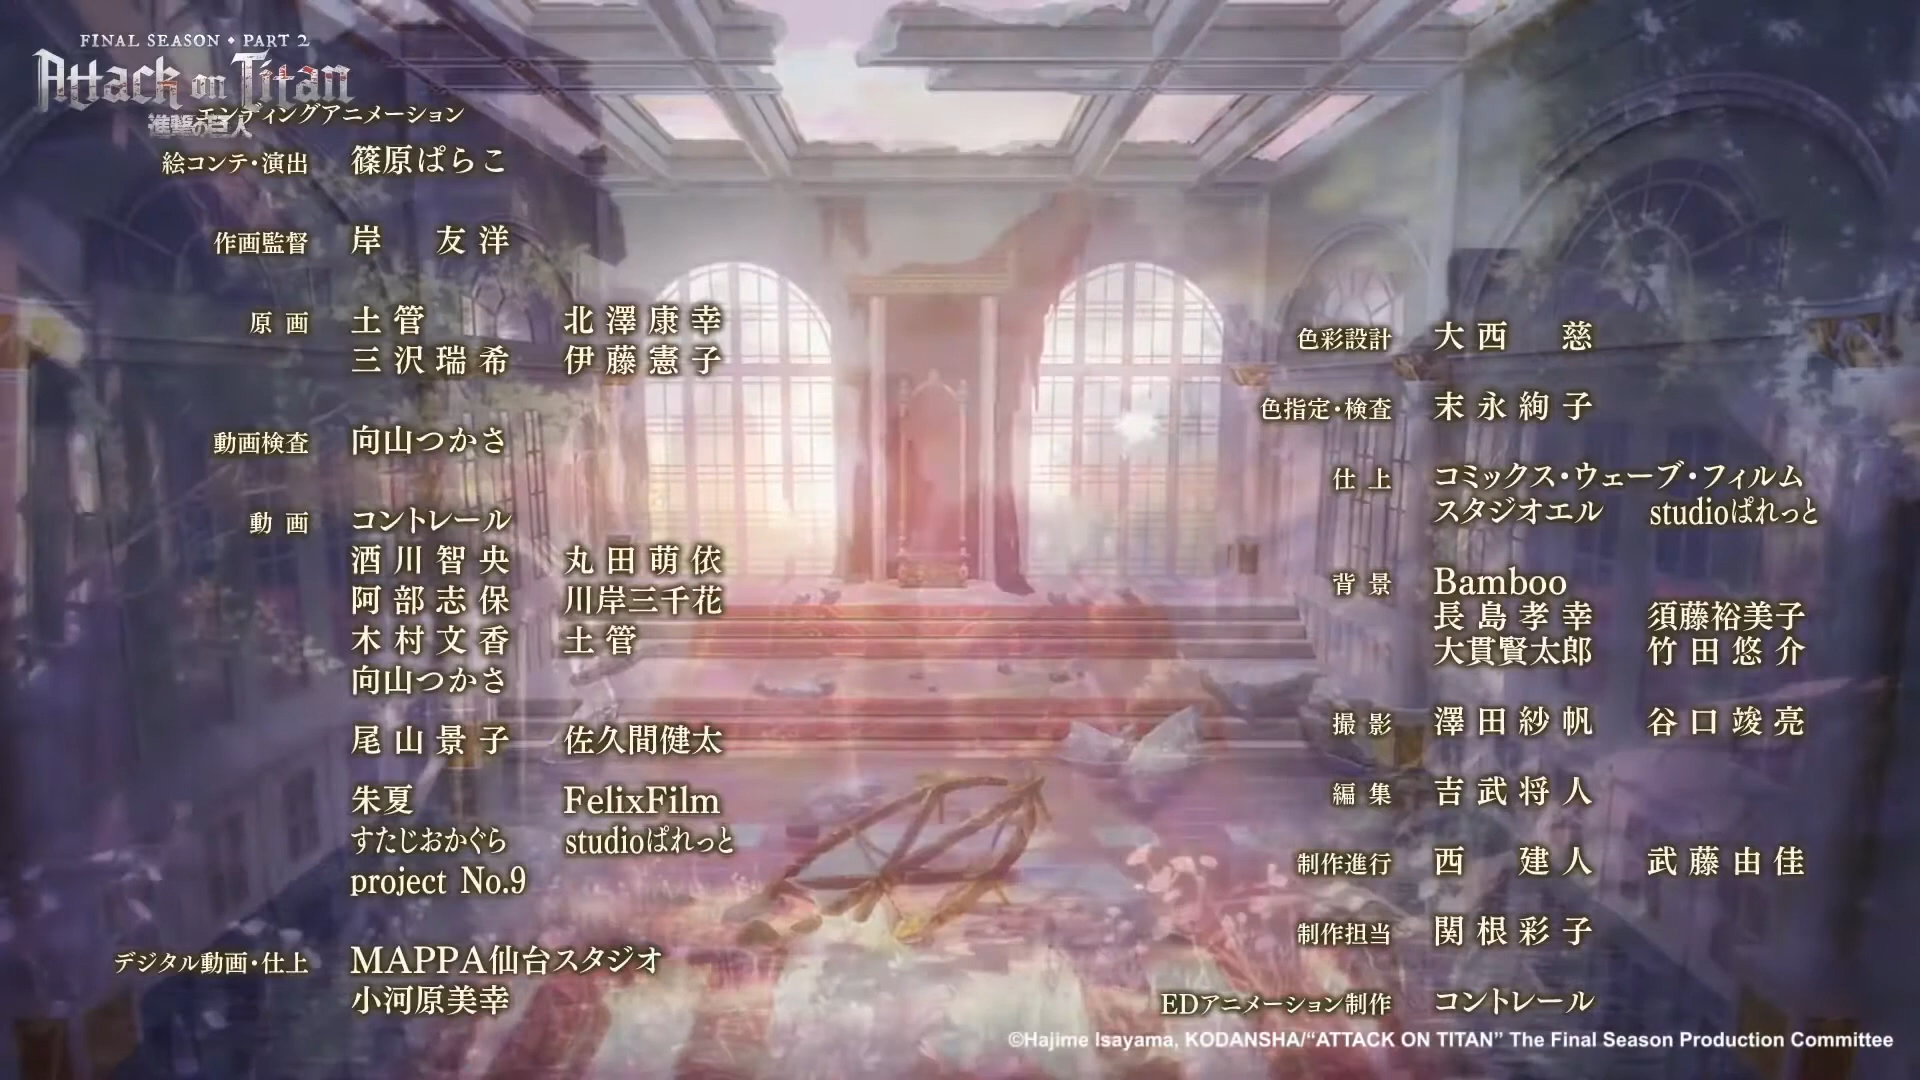 FINAL SEASON • PART 2
Attack on Titan
進撃の巨人
エンディングアニメーション
絵コンテ・演出 篠原ぱらこ
作画監督 岸 友洋
原画 土管 北澤康幸
三沢瑞希 伊藤憲子
動画検査 向山つかさ
動画 コントレール
酒川智央 丸田萌依
阿部志保 川岸三千花
木村文香 土管
向山つかさ
尾山景子 佐久間健太
朱夏 FelixFilm
すたじおかぐら studioぱれっと
project No.9
デジタル動画・仕上 MAPPA仙台スタジオ
小河原美幸
色彩設計 大西 慈
色指定・検査 末永絢子
仕上 コミックス・ウェーブ・フィルム
スタジオエル studioぱれっと
背景 Bamboo
長島孝幸 須藤裕美子
大貫賢太郎 竹田悠介
撮影 澤田紗帆 谷口竣亮
編集 吉武将人
制作進行 西 建人 武藤由佳
制作担当 関根彩子
EDアニメーション制作 コントレール
©Hajime Isayama, KODANSHA/“ATTACK ON TITAN” The Final Season Production Committee